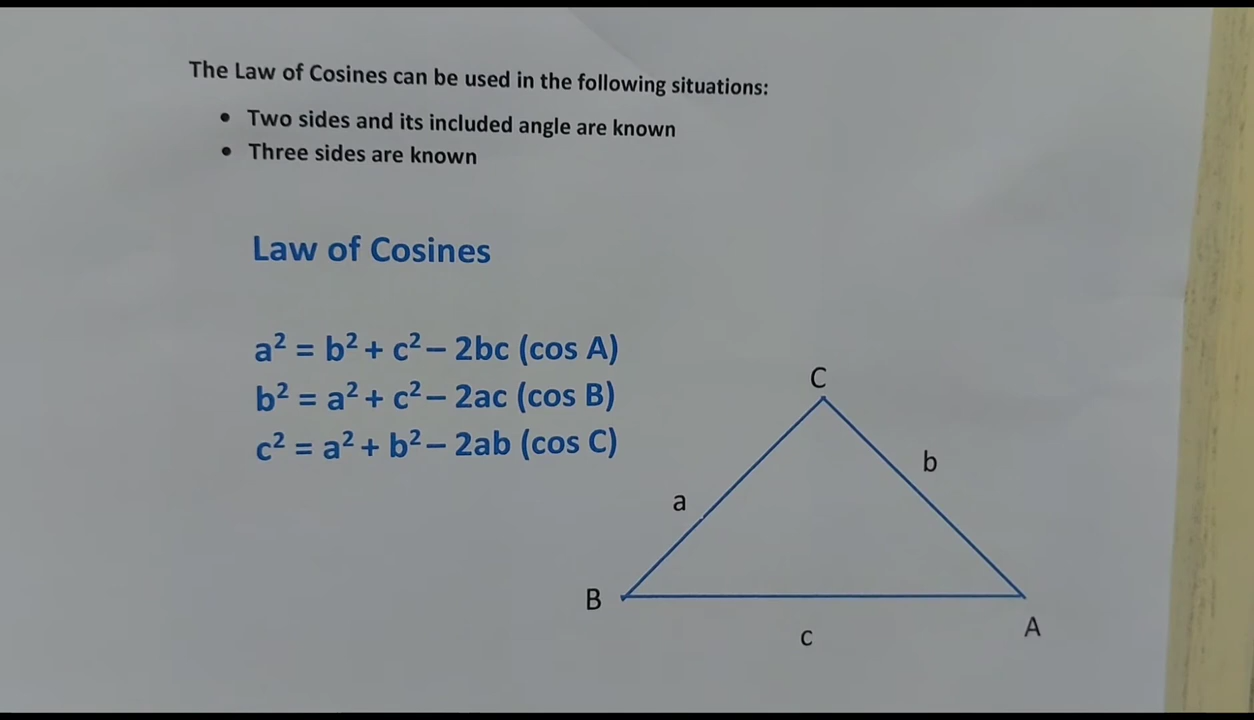 The Law of Cosines can be used in the following situations:
• Two sides and its included angle are known
• Three sides are known
Law of Cosines
a² = b² + c² – 2bc (cos A)
b² = a² + c² – 2ac (cos B)
c² = a² + b² – 2ab (cos C)
C
b
a
B
A
c